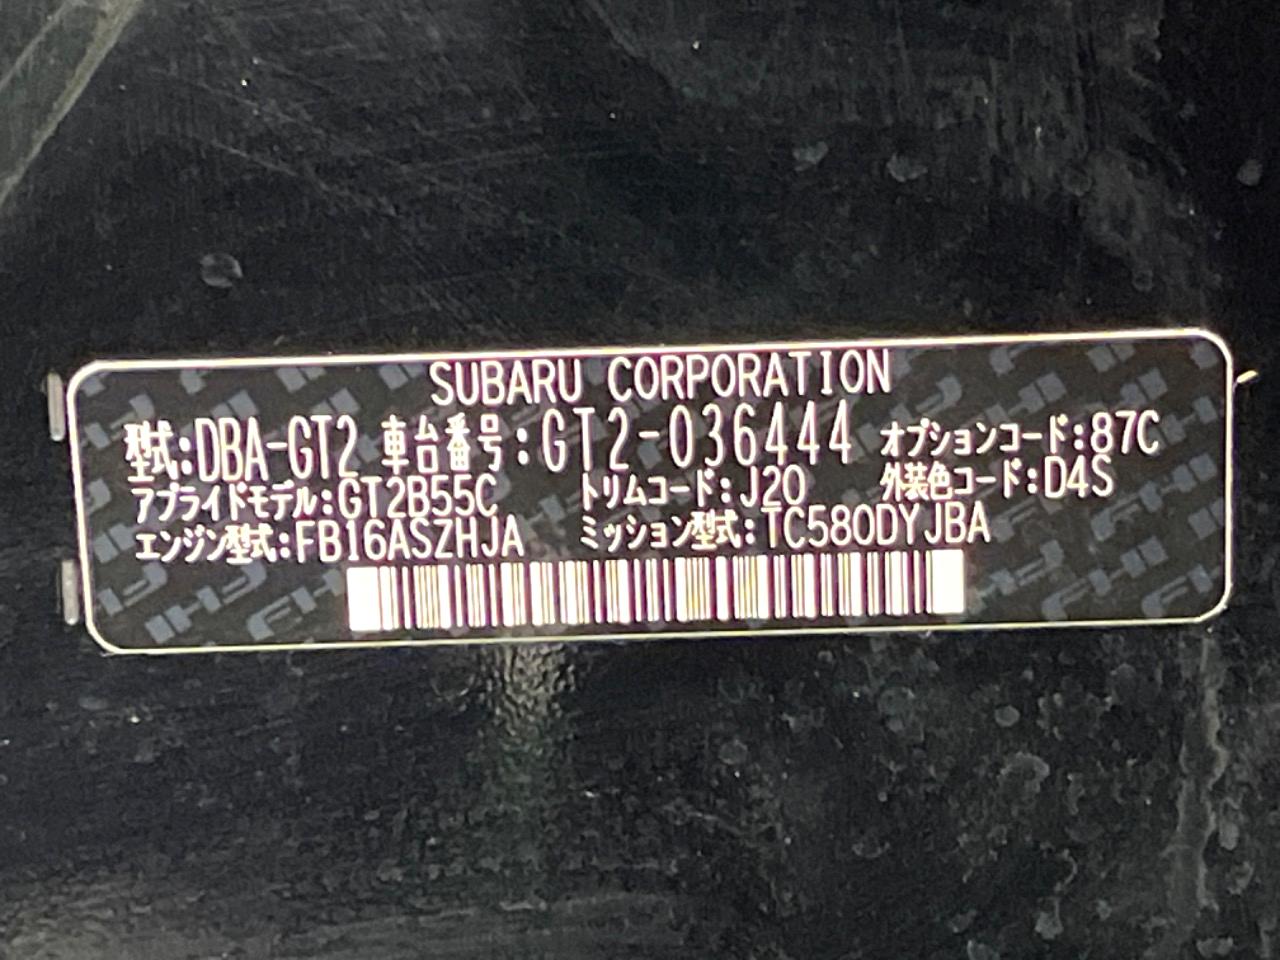 SUBARU CORPORATION
型式:DBA-GT2 車台番号:GT2-036444 オプションコード:87C
アプライドモデル:GT2B55C トリムコード:J20 外装色コード:D4S
エンジン型式:FB16ASZHJA ミッション型式:TC580DYJBA